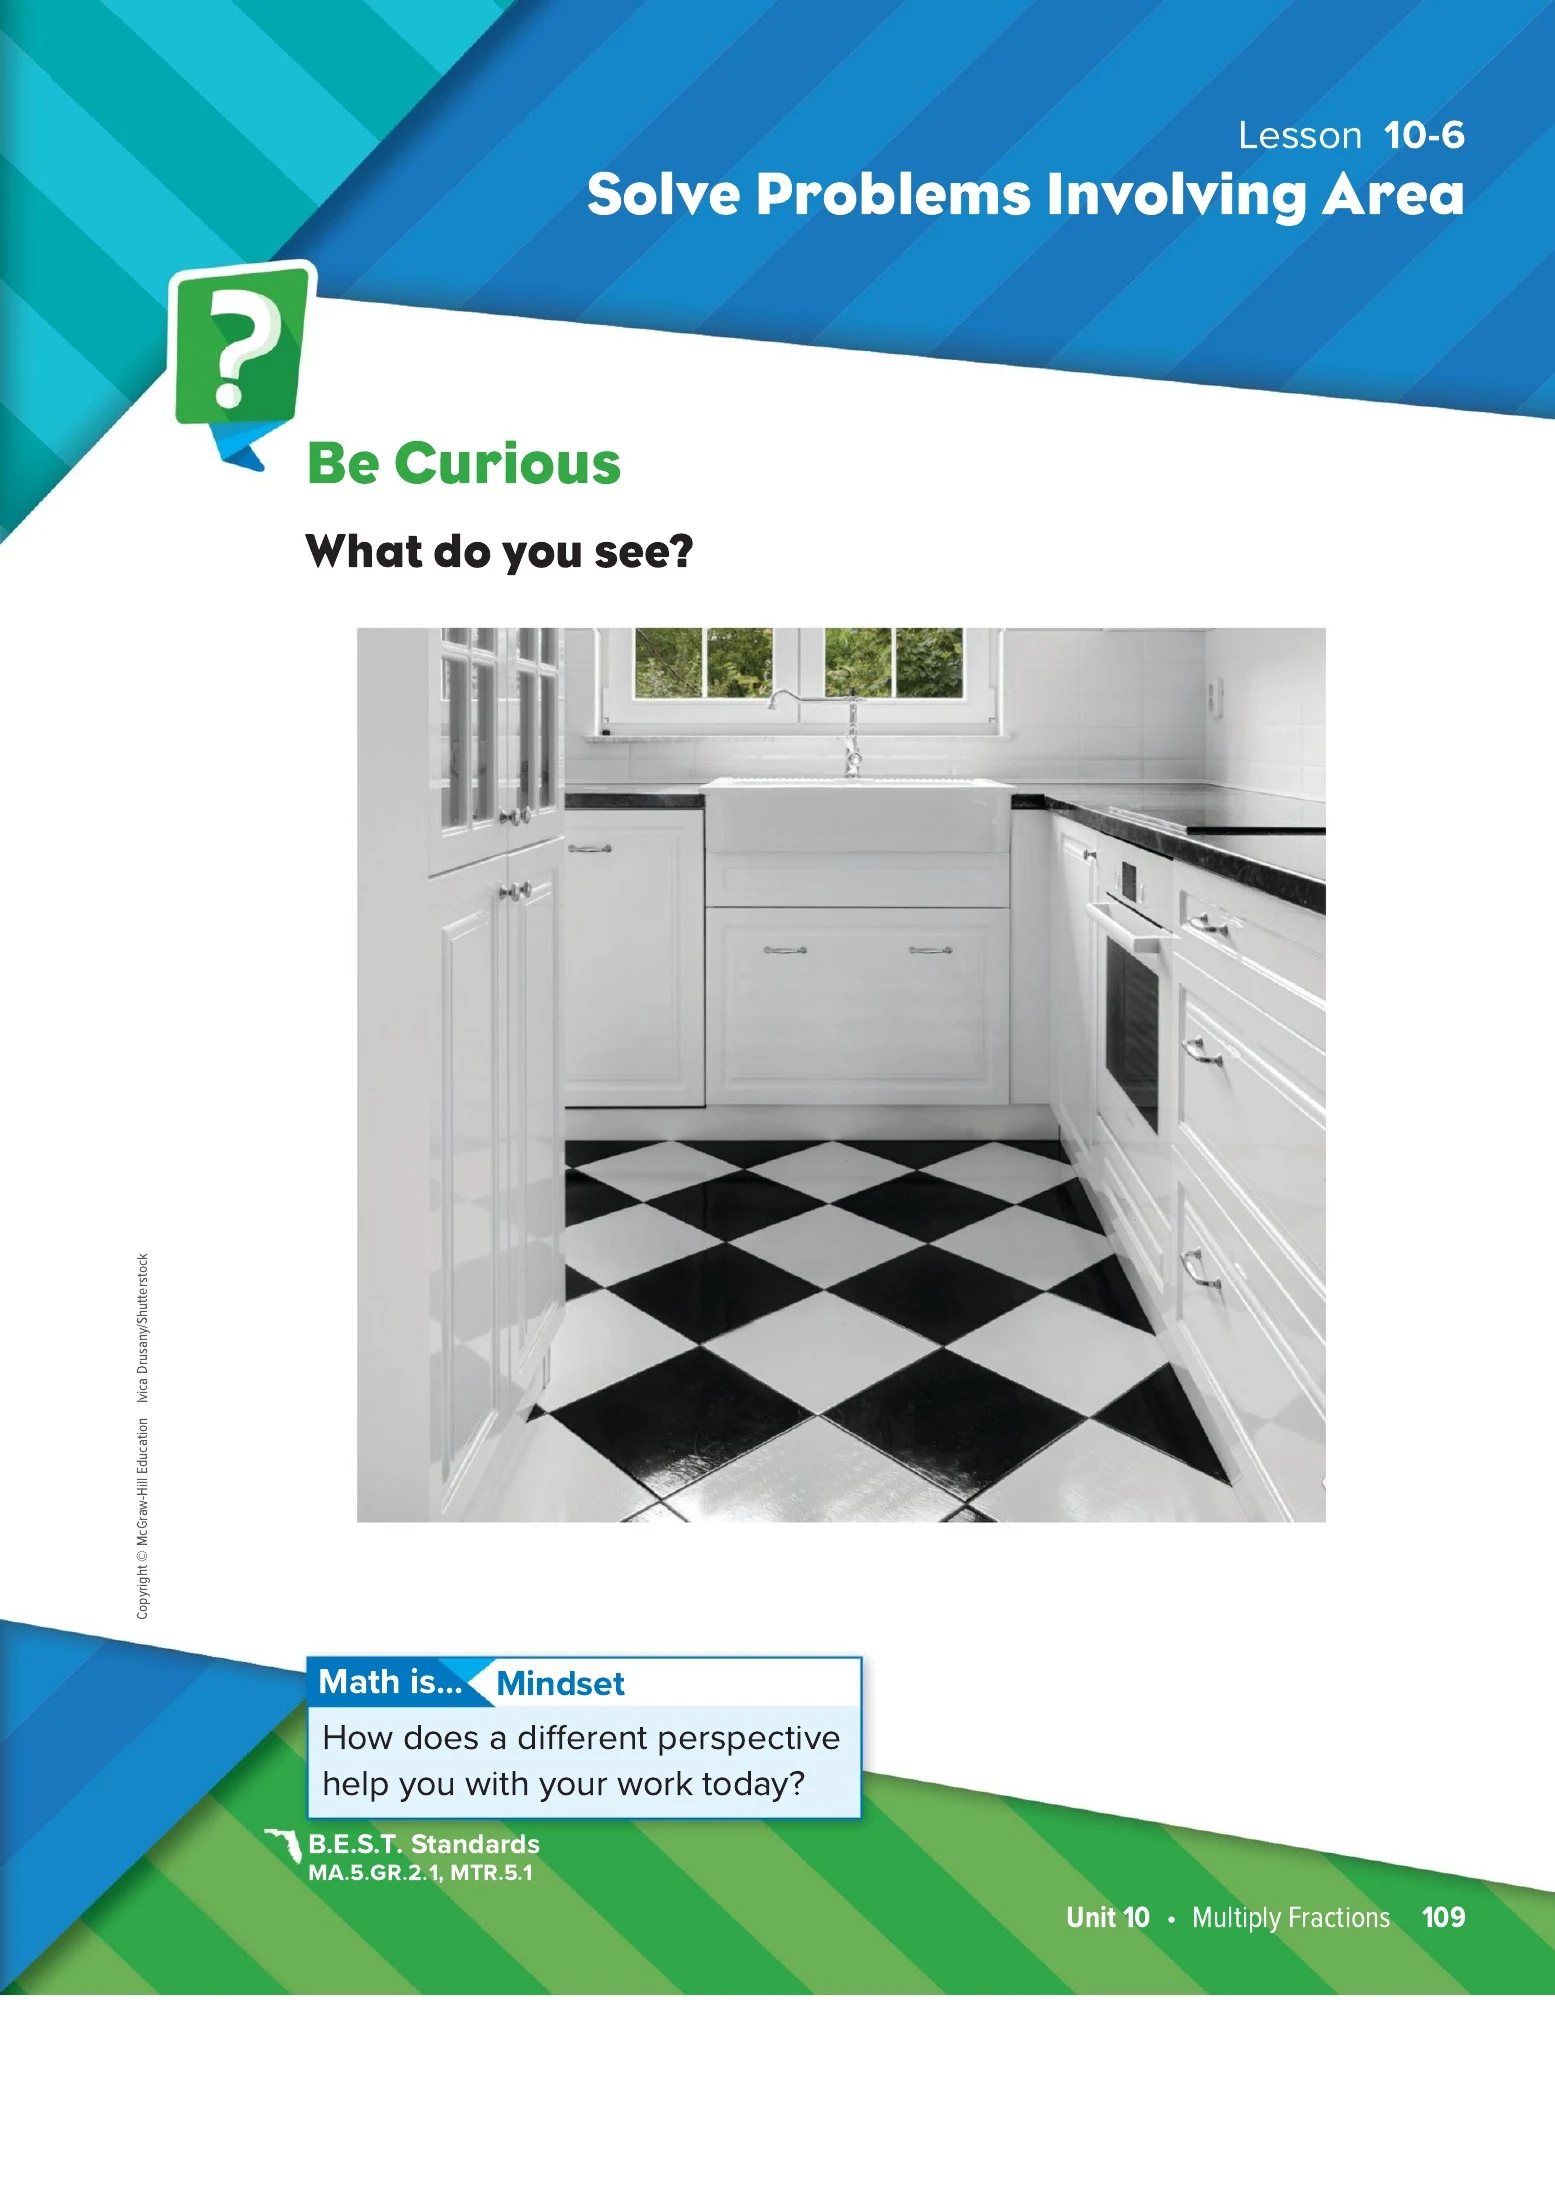 Lesson 10-6
Solve Problems Involving Area
?
Be Curious
What do you see?
Copyright © McGraw-Hill Education Ivica Drusany/Shutterstock
Math is... Mindset
How does a different perspective
help you with your work today?
B.E.S.T. Standards
MA.5.GR.2.1, MTR.5.1
Unit 10 • Multiply Fractions 109